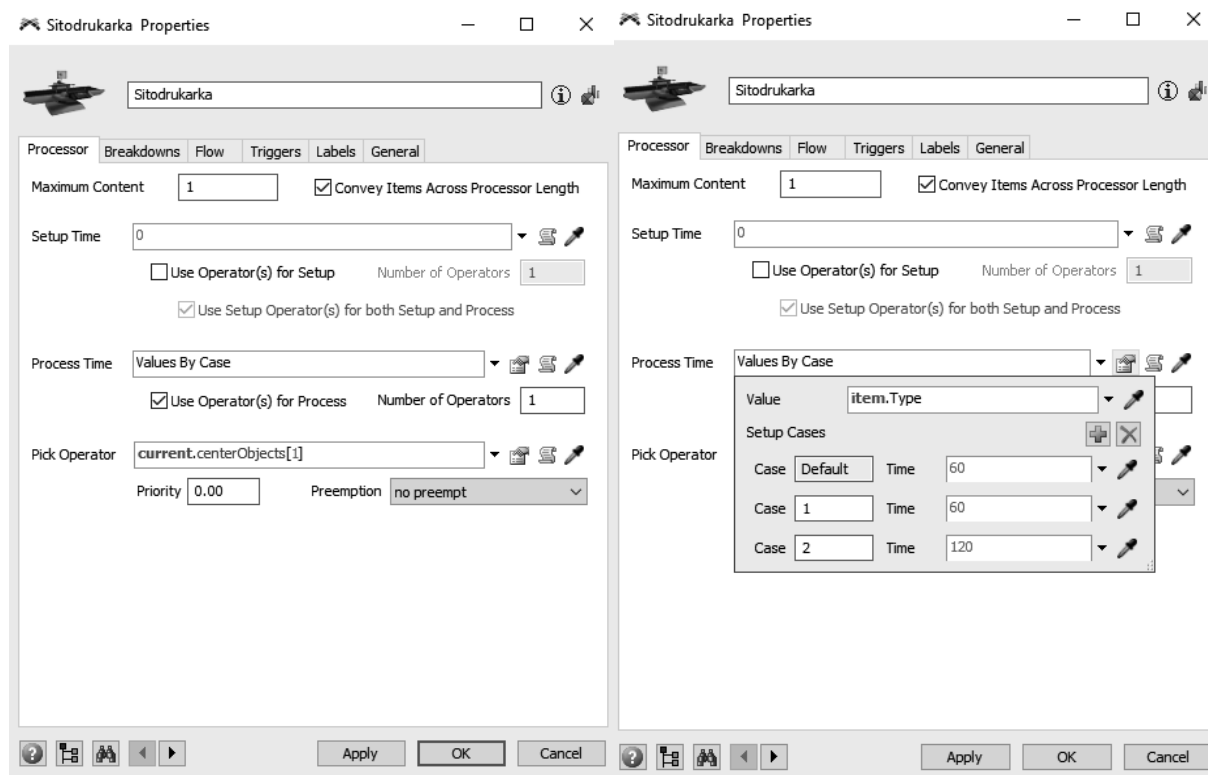 Sitodrukarka Properties
Sitodrukarka
Processor Breakdowns Flow Triggers Labels General
Maximum Content 1 Convey Items Across Processor Length
Setup Time 0
Use Operator(s) for Setup Number of Operators 1
Use Setup Operator(s) for both Setup and Process
Process Time Values By Case
Use Operator(s) for Process Number of Operators 1
Pick Operator current.centerObjects[1]
Priority 0.00 Preemption no preempt
Apply OK Cancel
Sitodrukarka Properties
Sitodrukarka
Processor Breakdowns Flow Triggers Labels General
Maximum Content 1 Convey Items Across Processor Length
Setup Time 0
Use Operator(s) for Setup Number of Operators 1
Use Setup Operator(s) for both Setup and Process
Process Time Values By Case
Value item.Type
Setup Cases
Pick Operator
Case Default Time 60
Case 1 Time 60
Case 2 Time 120
Apply OK Cancel